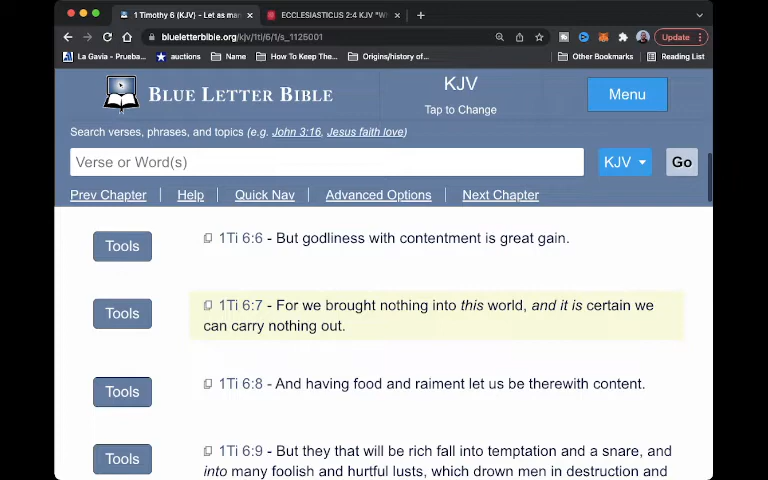 1 Timothy 6 (KJV) - Let as man
ECCLESIASTICUS 2:4 KJV "Wh
blueletterbible.org/kjv/1ti/6/1/s_1125001
Update
La Gavia - Prueba...
auctions
Name
How To Keep The...
Origins/history of...
Other Bookmarks
Reading List
BLUE LETTER BIBLE
KJV
Tap to Change
Menu
Search verses, phrases, and topics (e.g. John 3:16, Jesus faith love)
Verse or Word(s)
KJV
Go
Prev Chapter
Help
Quick Nav
Advanced Options
Next Chapter
Tools
1Ti 6:6 - But godliness with contentment is great gain.
Tools
1Ti 6:7 - For we brought nothing into this world, and it is certain we
can carry nothing out.
Tools
1Ti 6:8 - And having food and raiment let us be therewith content.
Tools
1Ti 6:9 - But they that will be rich fall into temptation and a snare, and
into many foolish and hurtful lusts, which drown men in destruction and